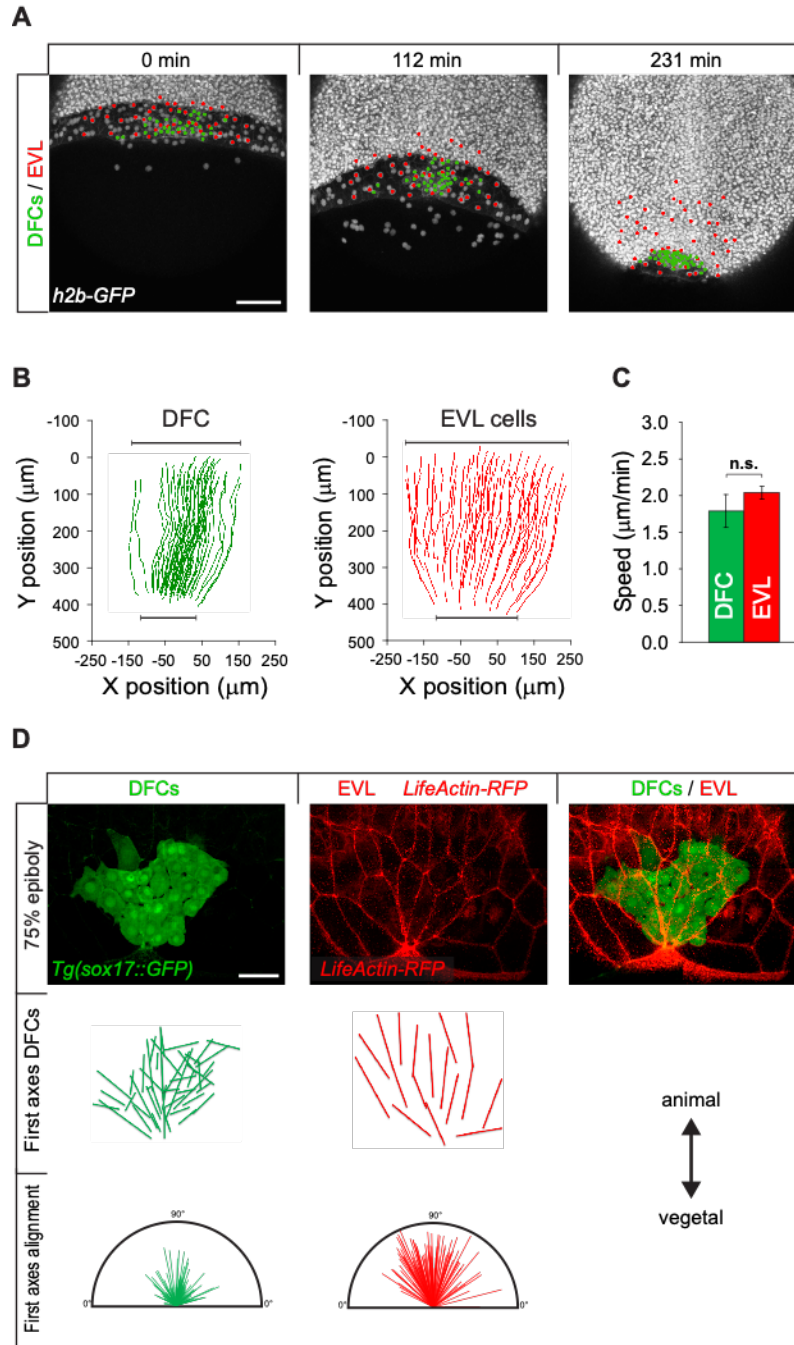 A
0 min 112 min 231 min
DFCs / EVL
h2b-GFP
B
DFC EVL cells
-100
0
100
200
300
400
500
Y position (μm)
-250 -150 -50 50 150 250
X position (μm)
-100
0
100
200
300
400
500
Y position (μm)
-250 -150 -50 50 150 250
X position (μm)
C
3.0
2.5
2.0
1.5
1.0
0.5
0.0
Speed (μm/min)
n.s.
DFC
EVL
D
DFCs EVL LifeActin-RFP DFCs / EVL
75% epiboly
Tg(sox17::GFP)
LifeActin-RFP
First axes DFCs
animal
vegetal
First axes alignment
90°
0° 0°
90°
0° 0°